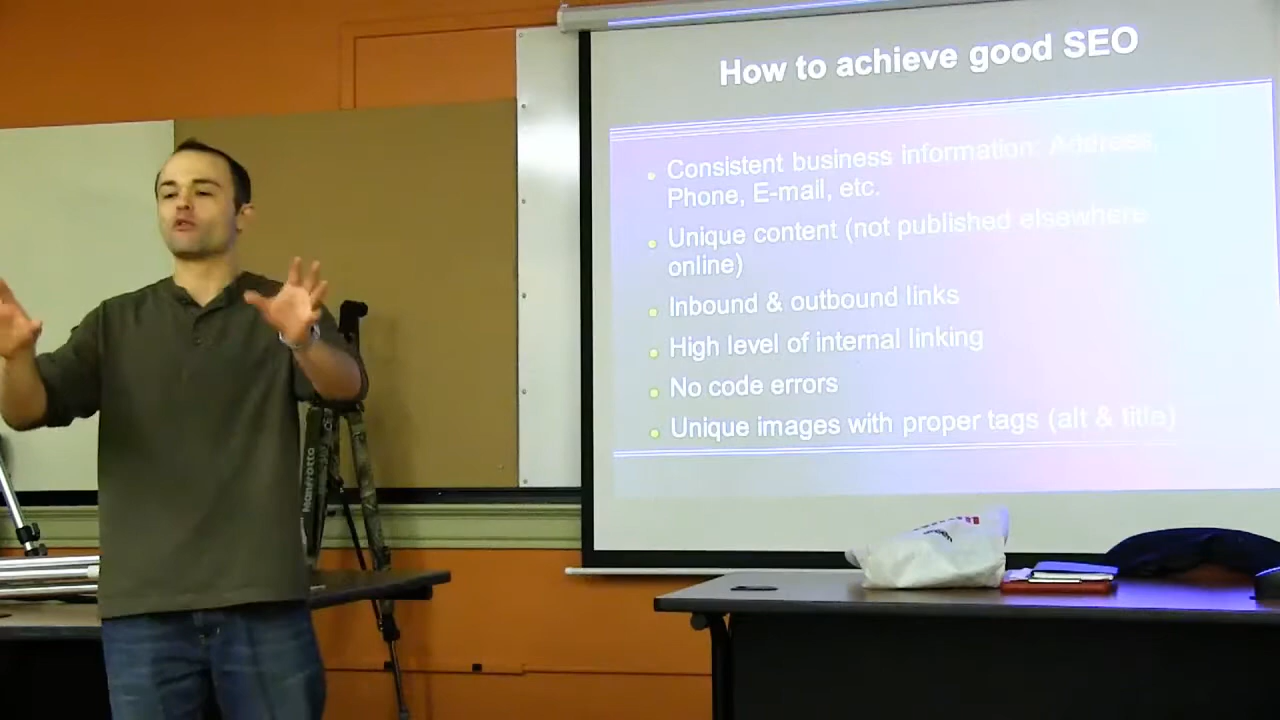 How to achieve good SEO
Consistent business information: Address,
Phone, E-mail, etc.
Unique content (not published elsewhere
online)
Inbound & outbound links
High level of internal linking
No code errors
Unique images with proper tags (alt & title)
Manfrotto